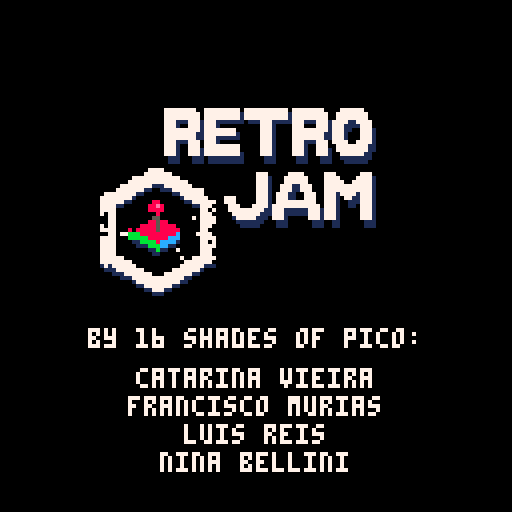 RETRO
JAM
BY 16 SHADES OF PICO:
CATARINA VIEIRA
FRANCISCO MURIAS
LUIS REIS
NINA BELLINI